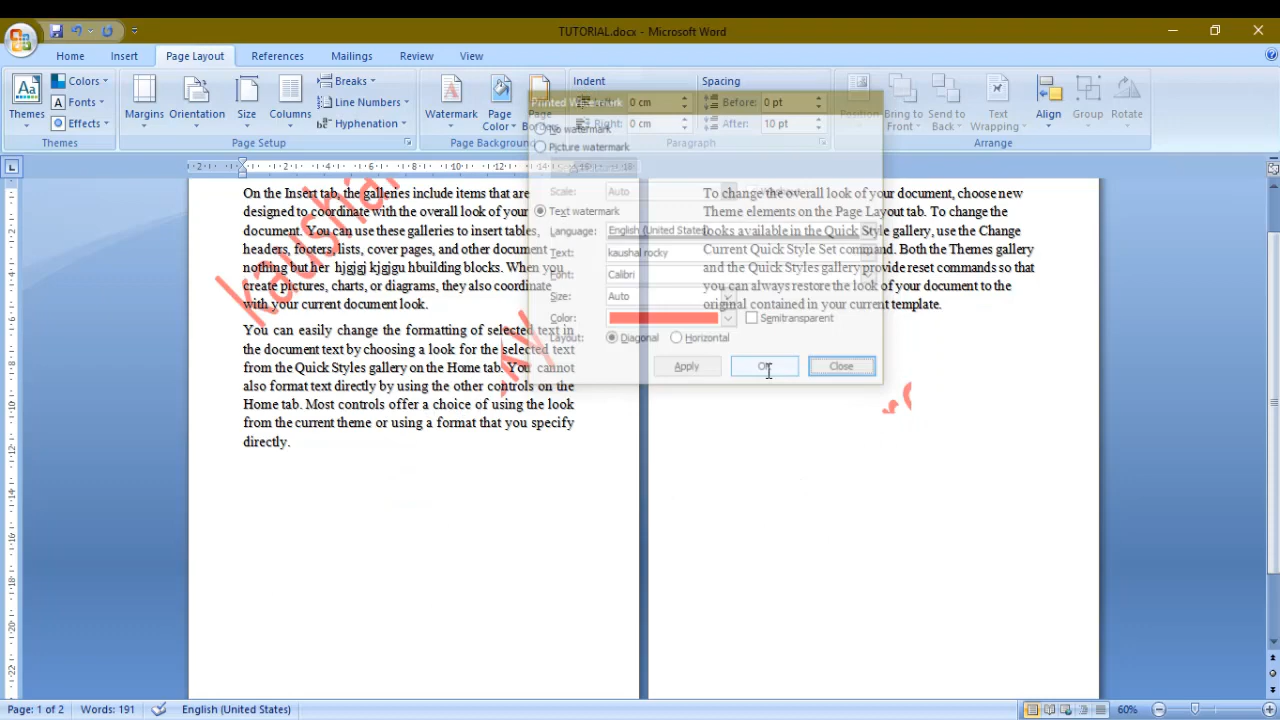 TUTORIAL.docx - Microsoft Word
Home Insert Page Layout References Mailings Review View
Themes
Colors
Fonts
Effects
Themes
Margins
Orientation
Size
Columns
Breaks
Line Numbers
Hyphenation
Page Setup
Watermark
Page Color
Page Borders
Page Background
Indent
Left: 0 cm
Right: 0 cm
Spacing
Before: 0 pt
After: 10 pt
Paragraph
Position
Bring to Front
Send to Back
Text Wrapping
Align
Group
Rotate
Arrange
Printed Watermark
No watermark
Picture watermark
Scale: Auto
Text watermark
Language: English (United States)
Text: kaushal rocky
Font: Calibri
Size: Auto
Color: Semitransparent
Layout: Diagonal Horizontal
Apply OK Close
On the Insert tab, the galleries include items that are
designed to coordinate with the overall look of your
document. You can use these galleries to insert tables,
headers, footers, lists, cover pages, and other document
nothing but her hjgjgj kjgjgu hbuilding blocks. When you
create pictures, charts, or diagrams, they also coordinate
with your current document look.
You can easily change the formatting of selected text in
the document text by choosing a look for the selected text
from the Quick Styles gallery on the Home tab. You cannot
also format text directly by using the other controls on the
Home tab. Most controls offer a choice of using the look
from the current theme or using a format that you specify
directly.
To change the overall look of your document, choose new
Theme elements on the Page Layout tab. To change the
looks available in the Quick Style gallery, use the Change
Current Quick Style Set command. Both the Themes gallery
and the Quick Styles gallery provide reset commands so that
you can always restore the look of your document to the
original contained in your current template.
Page: 1 of 2 Words: 191 English (United States) 60%